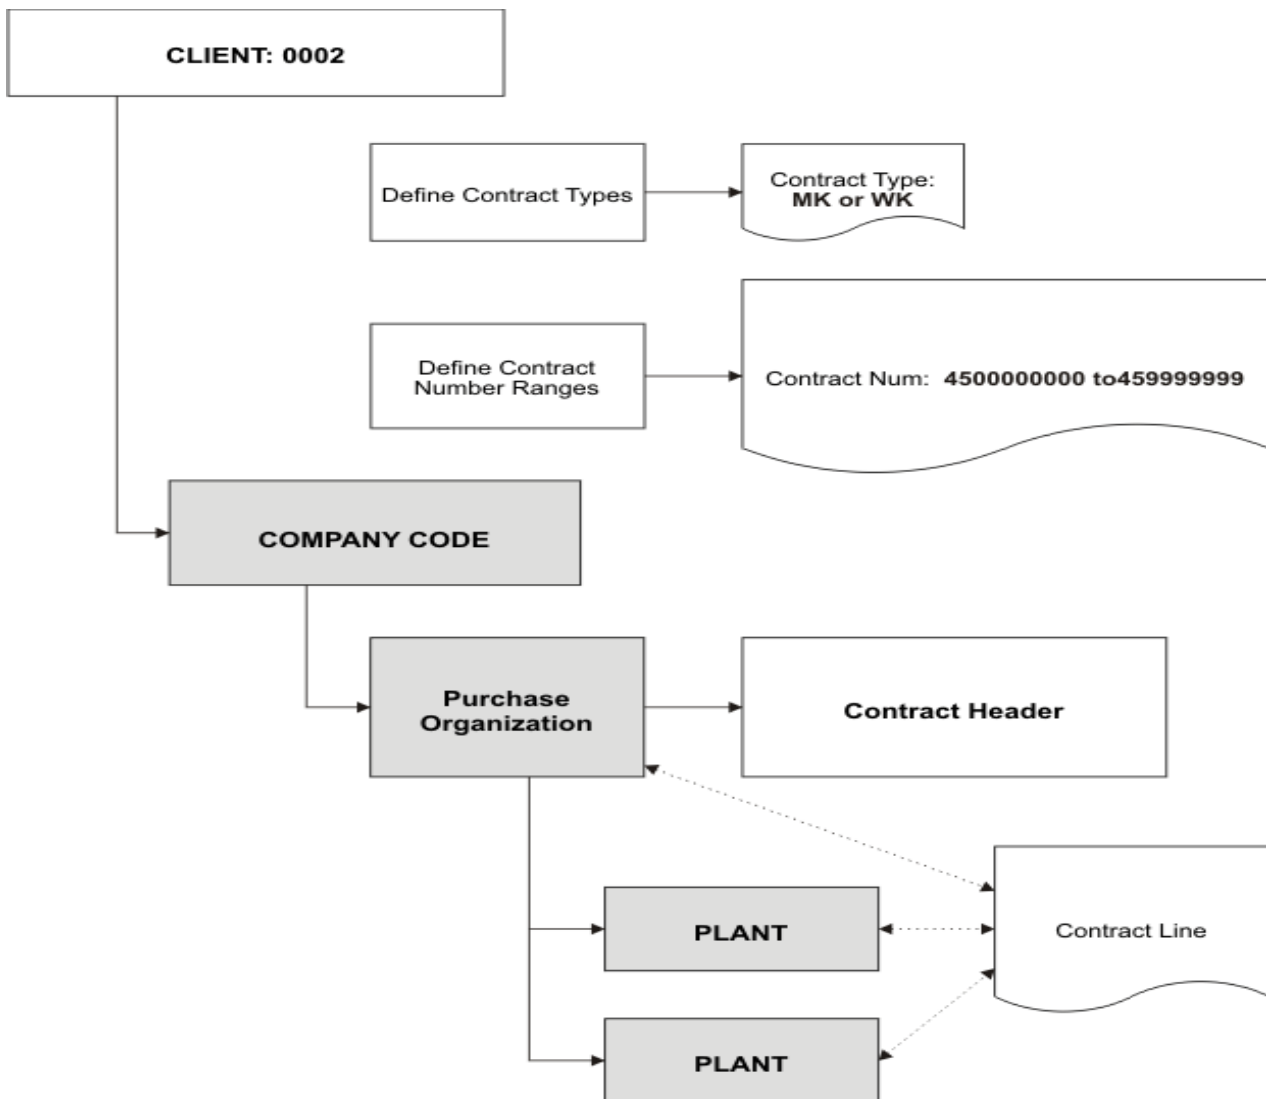 CLIENT: 0002
Define Contract Types
Contract Type:
MK or WK
Define Contract
Number Ranges
Contract Num: 4500000000 to459999999
COMPANY CODE
Purchase
Organization
Contract Header
PLANT
Contract Line
PLANT